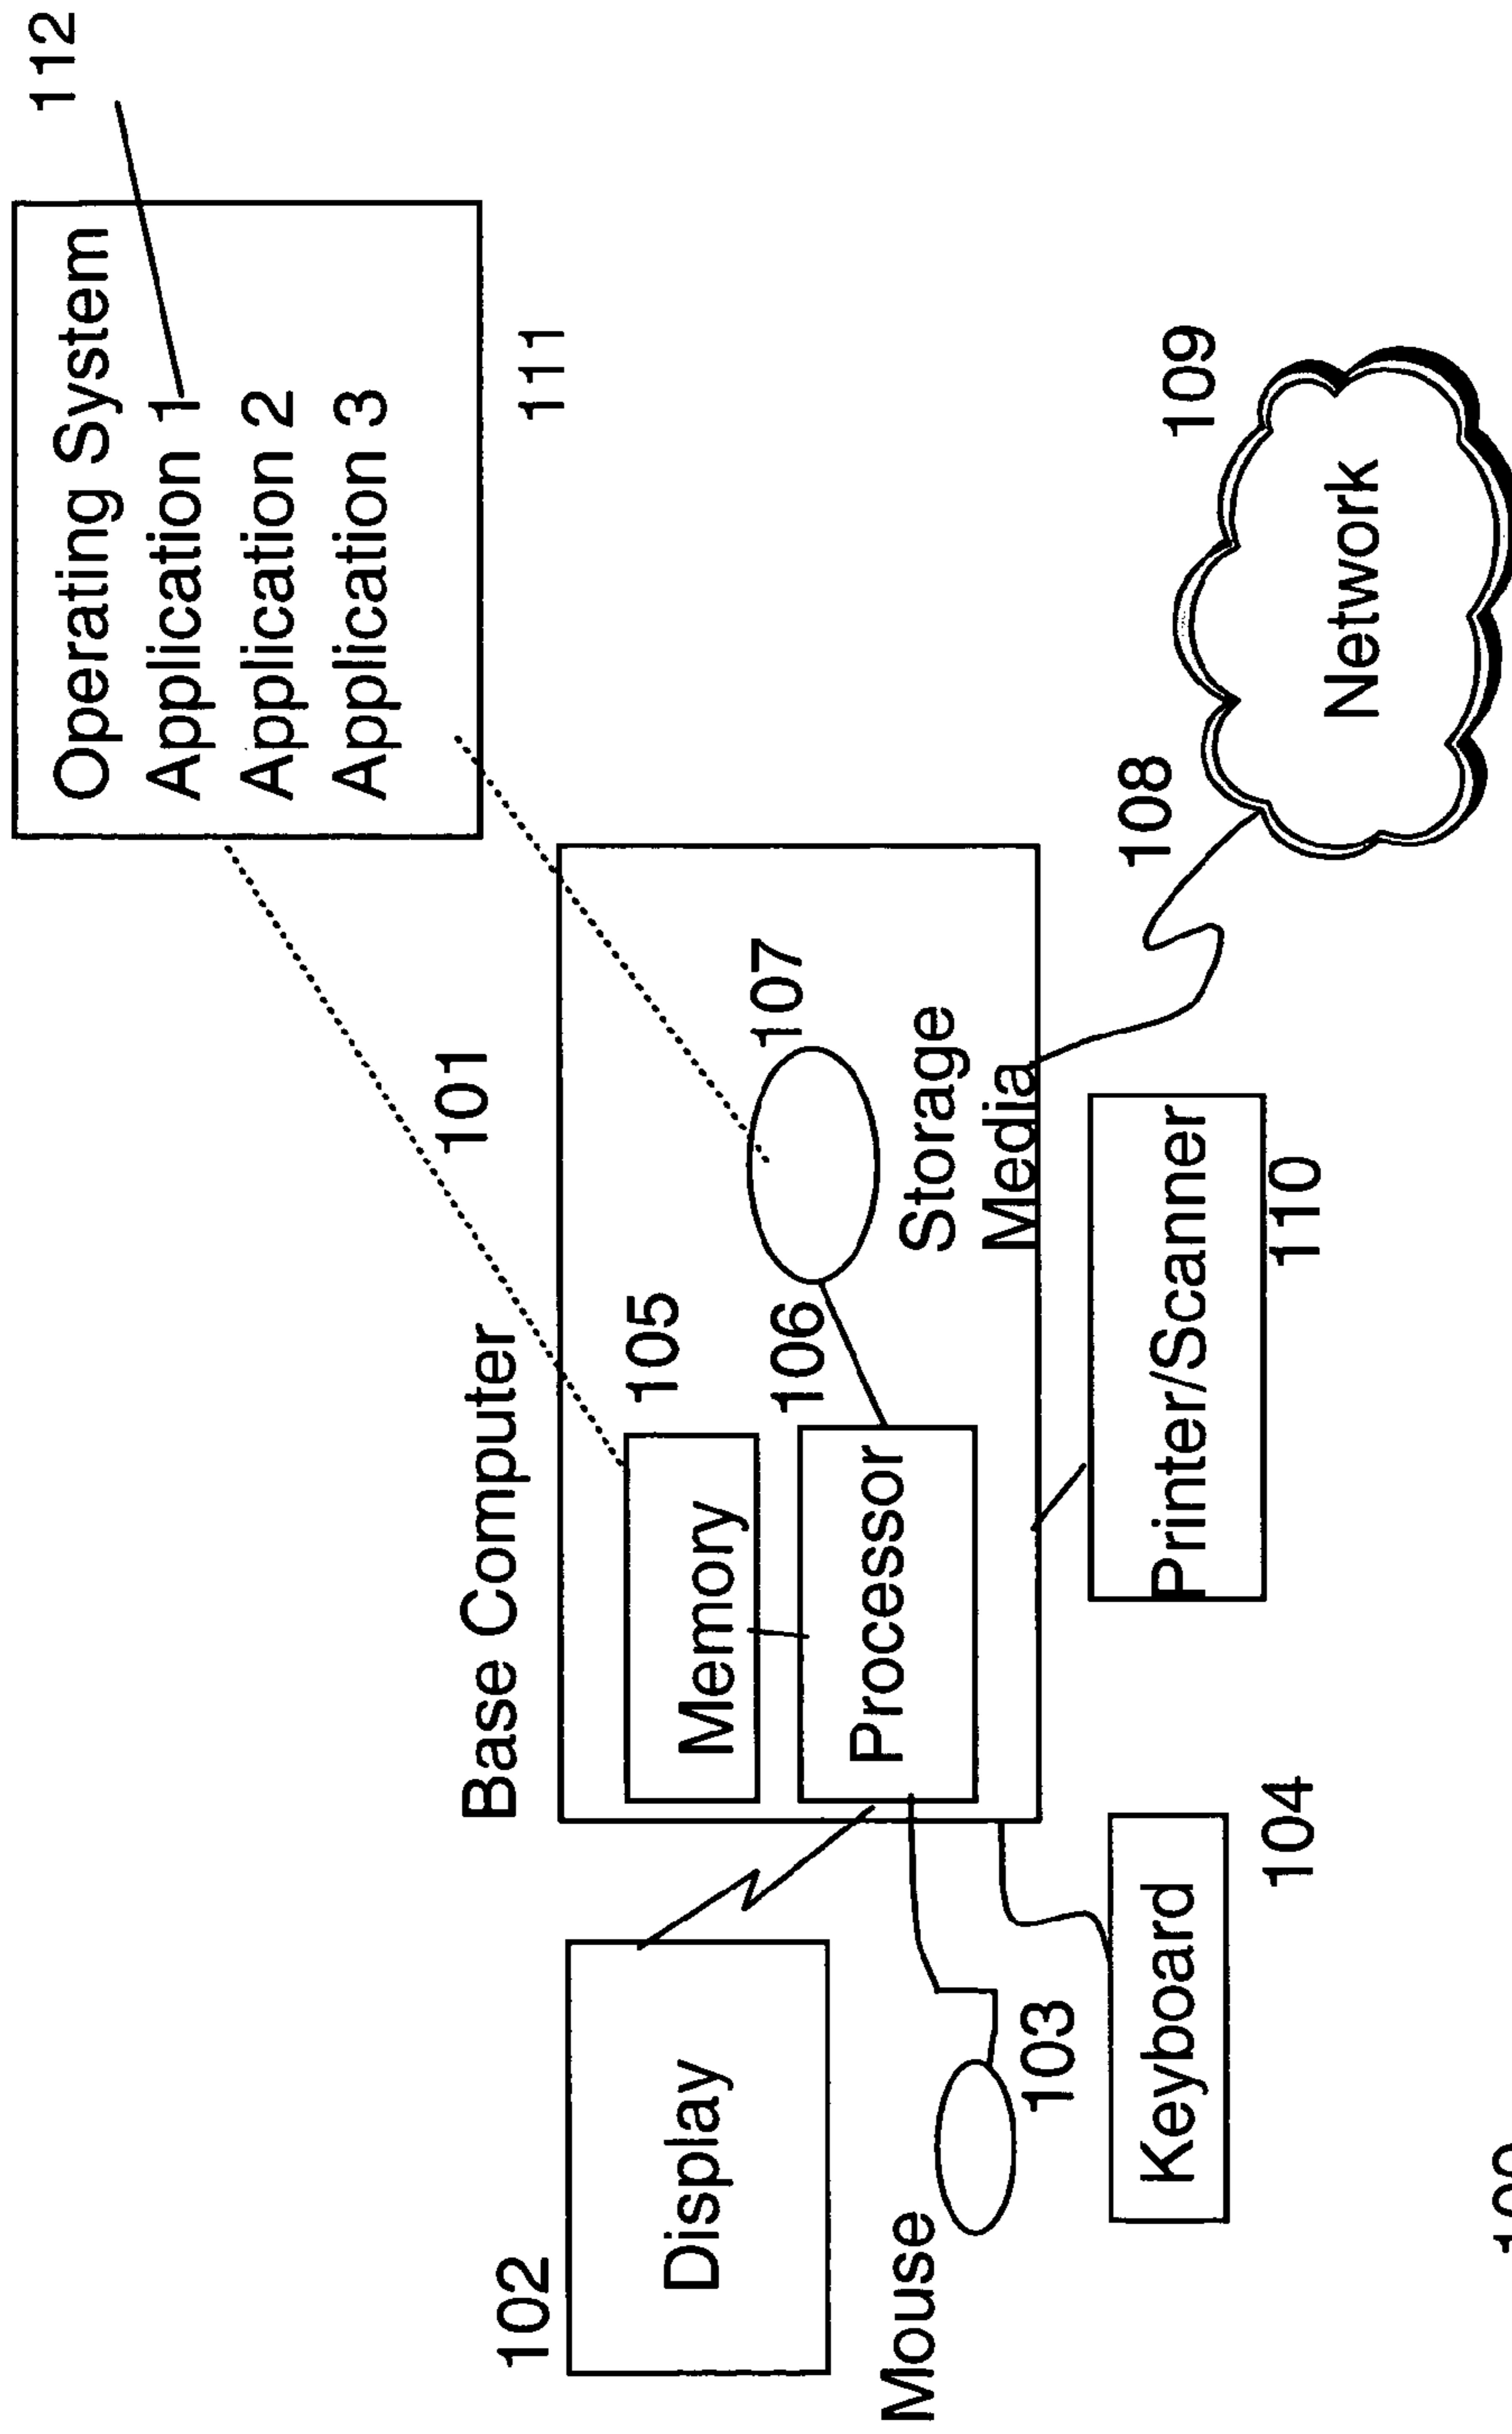 112
Operating System
Application 1
Application 2
Application 3
111
Base Computer
101
102
Display
Memory
105
106
107
Processor
Storage
Media
Mouse
103
108
109
Network
Keyboard
104
Printer/Scanner
110